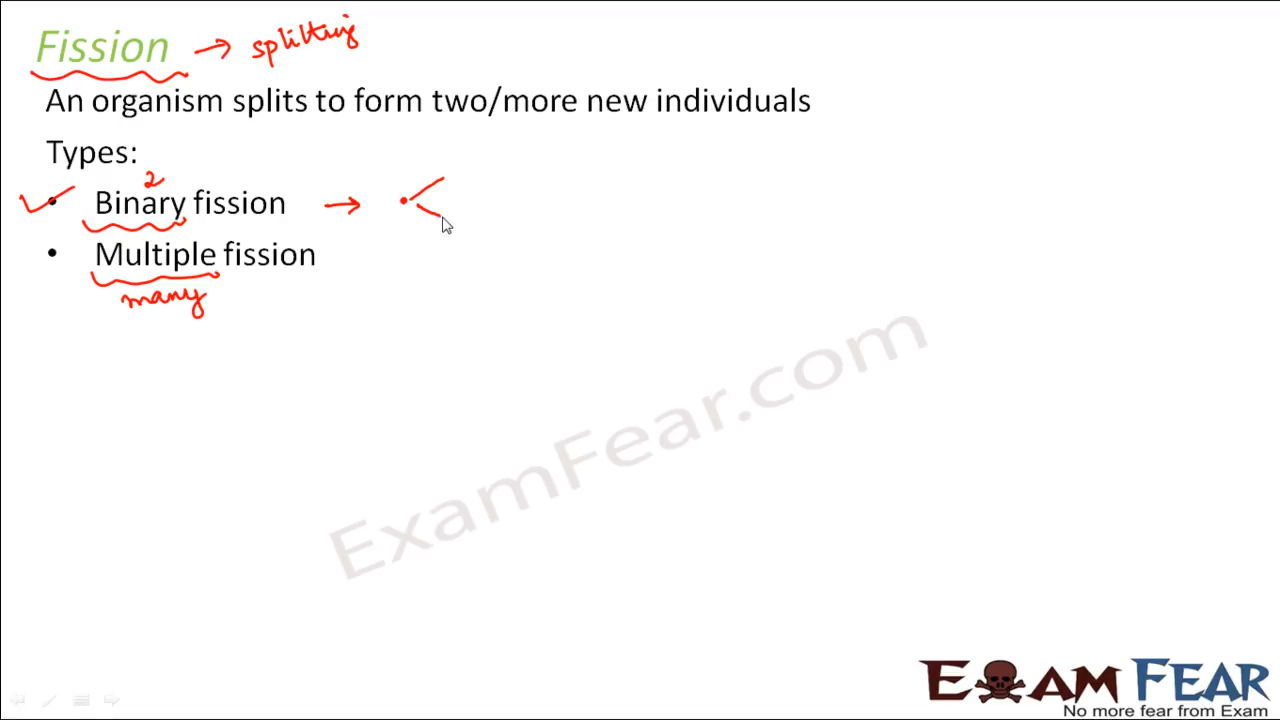 Fission → splitting
An organism splits to form two/more new individuals
Types:
2
• Binary fission →
• Multiple fission
many
ExamFear.com
EXAM FEAR
No more fear from Exam